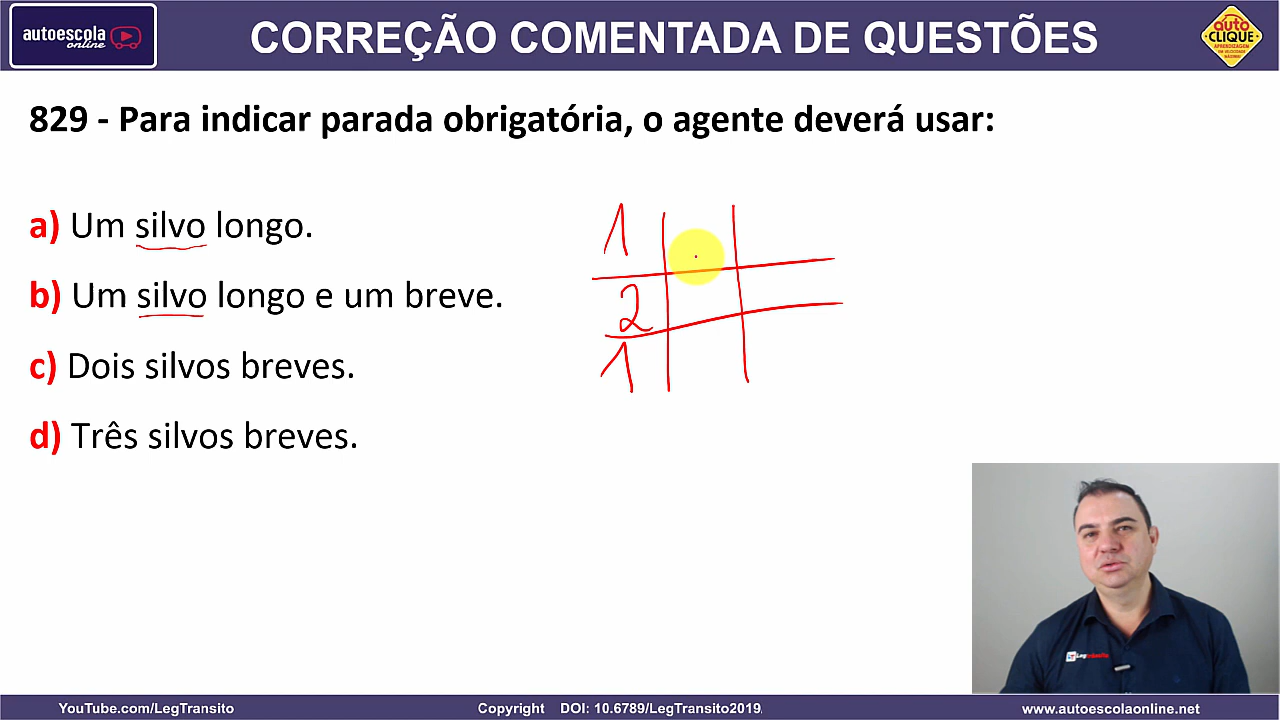 autoescola
online
CORREÇÃO COMENTADA DE QUESTÕES
auto
CLIQUE
APRENDIZAGEM
829 - Para indicar parada obrigatória, o agente deverá usar:
a) Um silvo longo.
b) Um silvo longo e um breve.
c) Dois silvos breves.
d) Três silvos breves.
1
2
1
YouTube.com/LegTransito
Copyright DOI: 10.6789/LegTransito2019
www.autoescolaonline.net